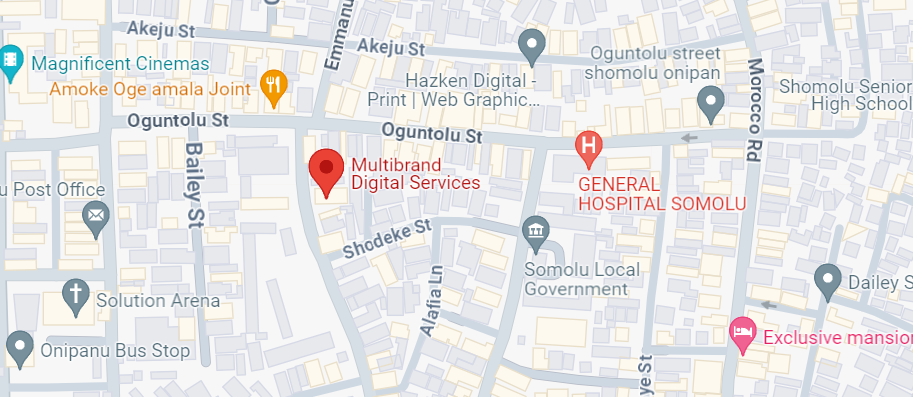 Akeju St
Emmanu
Akeju St
Oguntolu street
shomolu onipan
Magnificent Cinemas
Hazken Digital -
Print | Web Graphic...
Amoke Oge amala Joint
Morocco Rd
Shomolu Senior
High School
Oguntolu St
Oguntolu St
Bailey St
Multibrand
Digital Services
H
GENERAL
HOSPITAL SOMOLU
u Post Office
Shodeke St
Somolu Local
Government
Alafia Ln
Dailey S
Solution Arena
Onipanu Bus Stop
Exclusive mansion
ye St